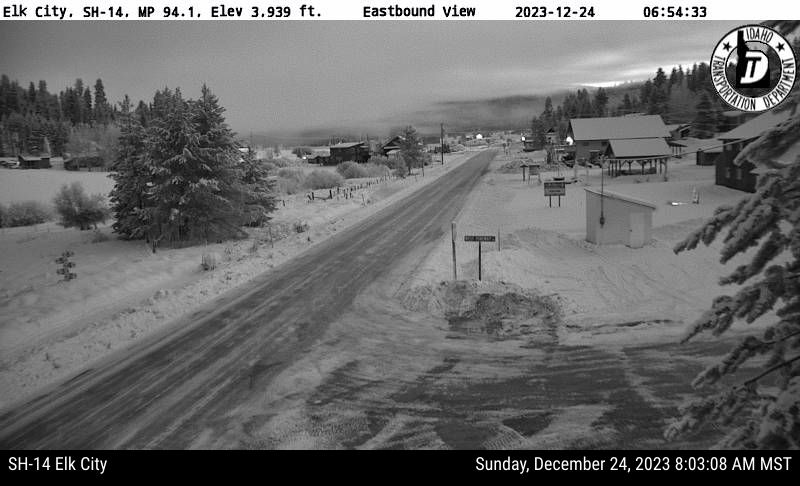 Elk City, SH-14, MP 94.1, Elev 3,939 ft. Eastbound View 2023-12-24 06:54:33
IDAHO
TRANSPORTATION DEPARTMENT
SH-14 Elk City Sunday, December 24, 2023 8:03:08 AM MST